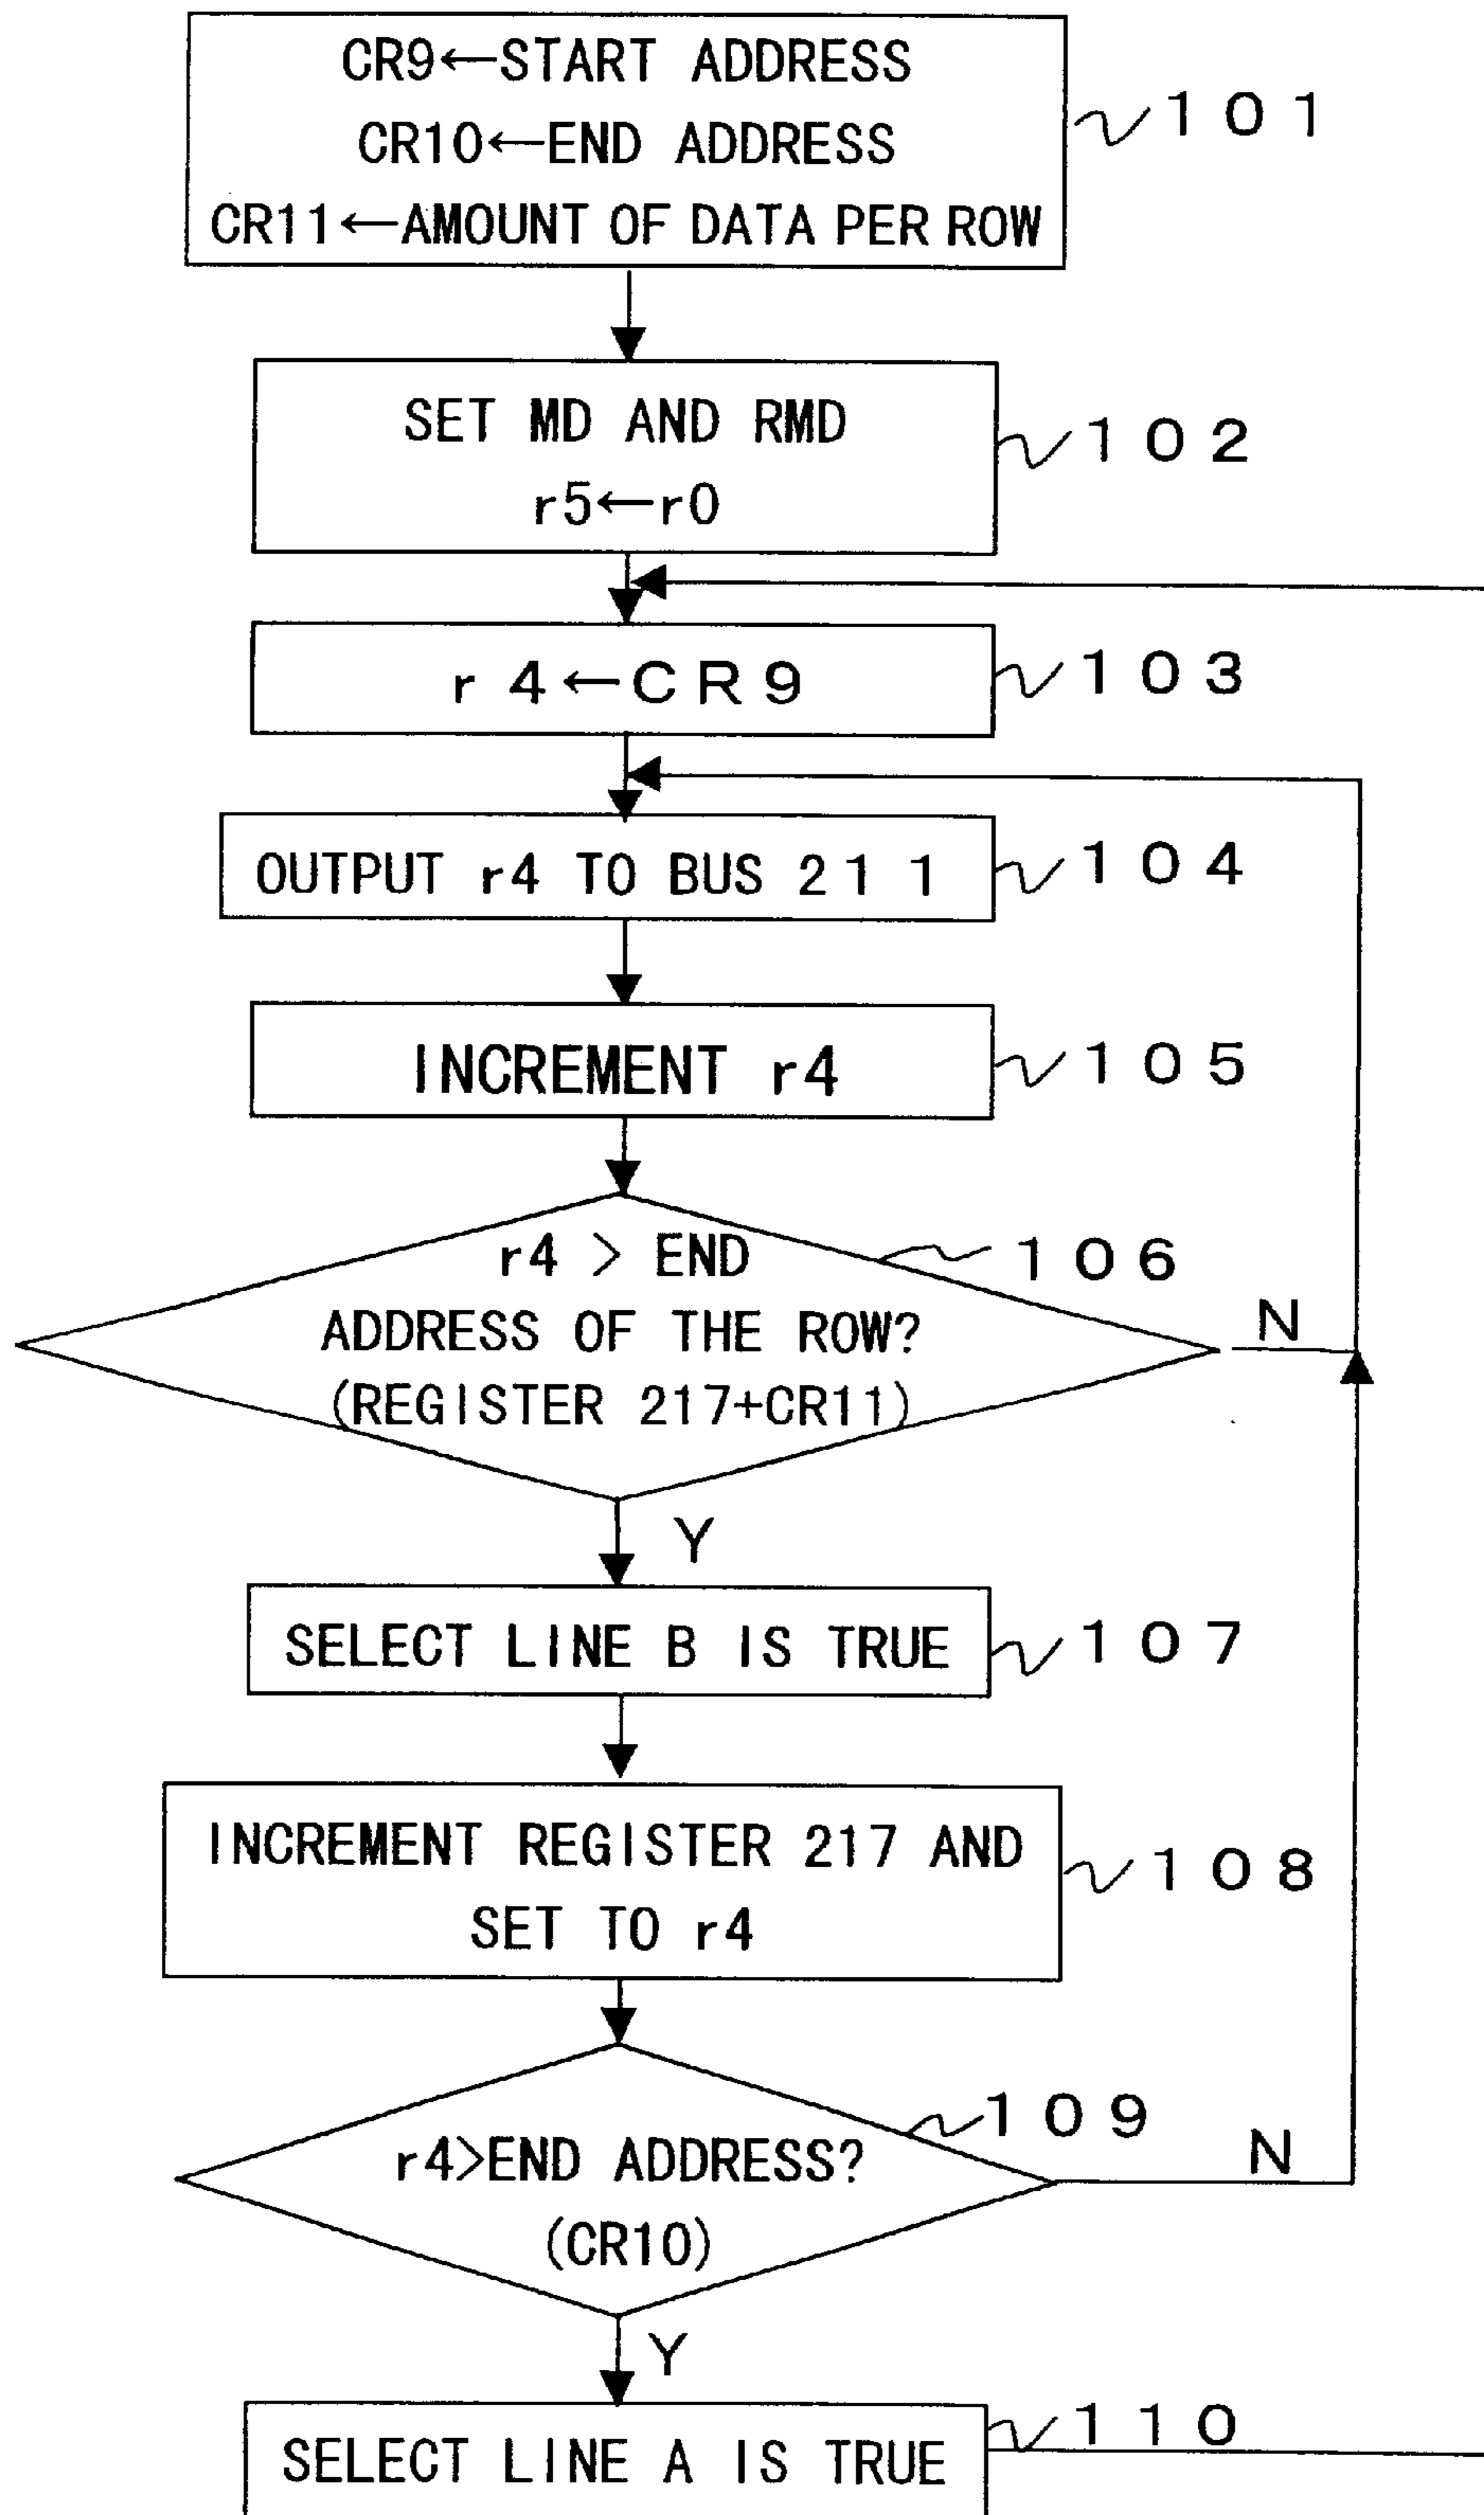 CR9←START ADDRESS
CR10←END ADDRESS
CR11←AMOUNT OF DATA PER ROW
101
SET MD AND RMD
r5←r0
102
r4←CR9
103
OUTPUT r4 TO BUS 211
104
INCREMENT r4
105
r4 > END
ADDRESS OF THE ROW?
(REGISTER 217+CR11)
106
N
Y
SELECT LINE B IS TRUE
107
INCREMENT REGISTER 217 AND
SET TO r4
108
r4>END ADDRESS?
(CR10)
109
N
Y
SELECT LINE A IS TRUE
110